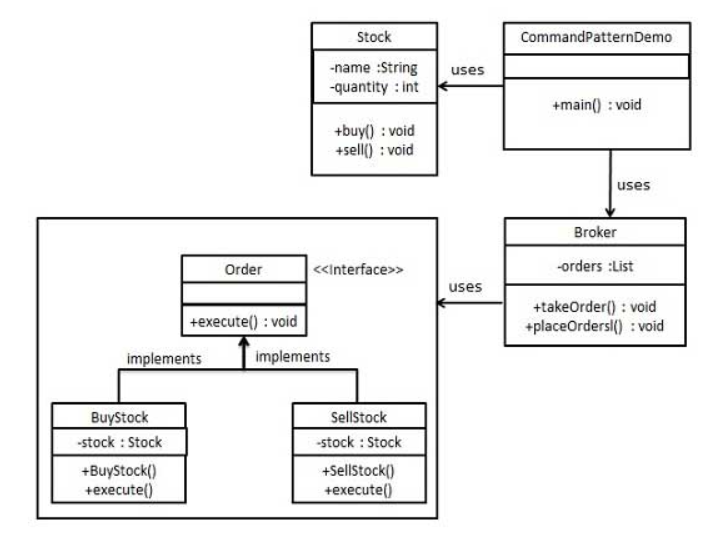 Stock
-name :String
-quantity : int
+buy() : void
+sell() : void
uses
CommandPatternDemo
+main() : void
uses
Broker
-orders :List
+takeOrder() : void
+placeOrdersl() : void
uses
Order
<<Interface>>
+execute() : void
implements
implements
BuyStock
-stock : Stock
+BuyStock()
+execute()
SellStock
-stock : Stock
+SellStock()
+execute()